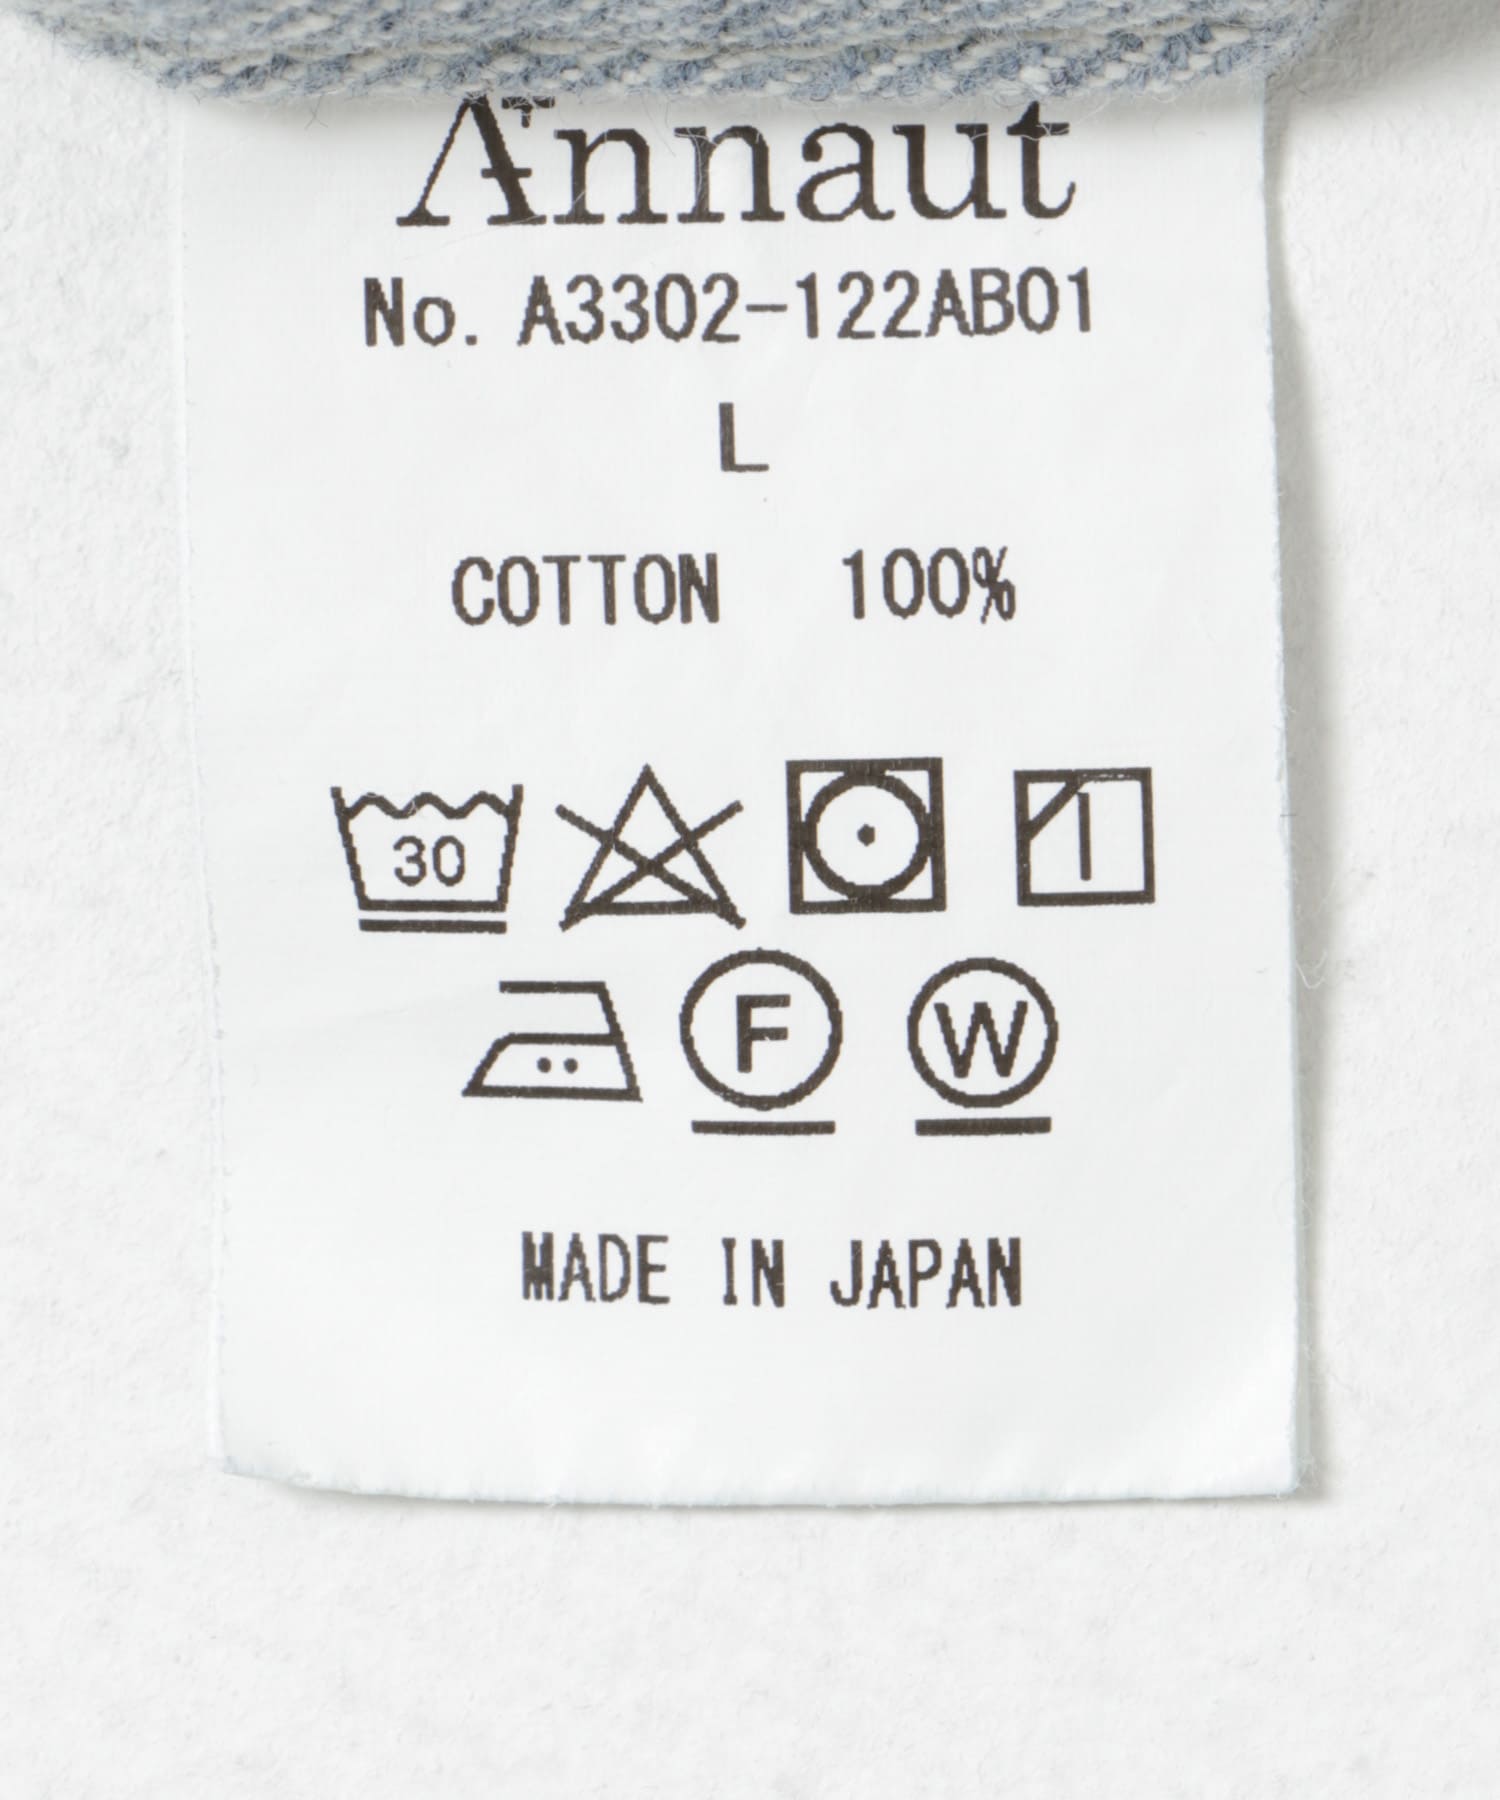 Annaut
No. A3302-122AB01
L
COTTON 100%
30
F W
MADE IN JAPAN